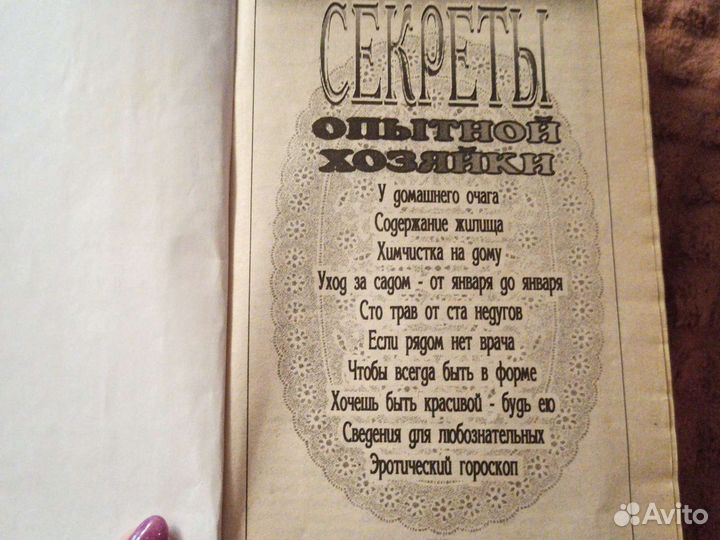 СЕКРЕТЫ
ОПЫТНОЙ
ХОЗЯЙКИ
У домашнего очага
Содержание жилища
Химчистка на дому
Уход за садом - от января до января
Сто трав от ста недугов
Если рядом нет врача
Чтобы всегда быть в форме
Хочешь быть красивой - будь ею
Сведения для любознательных
Эротический гороскоп
Avito